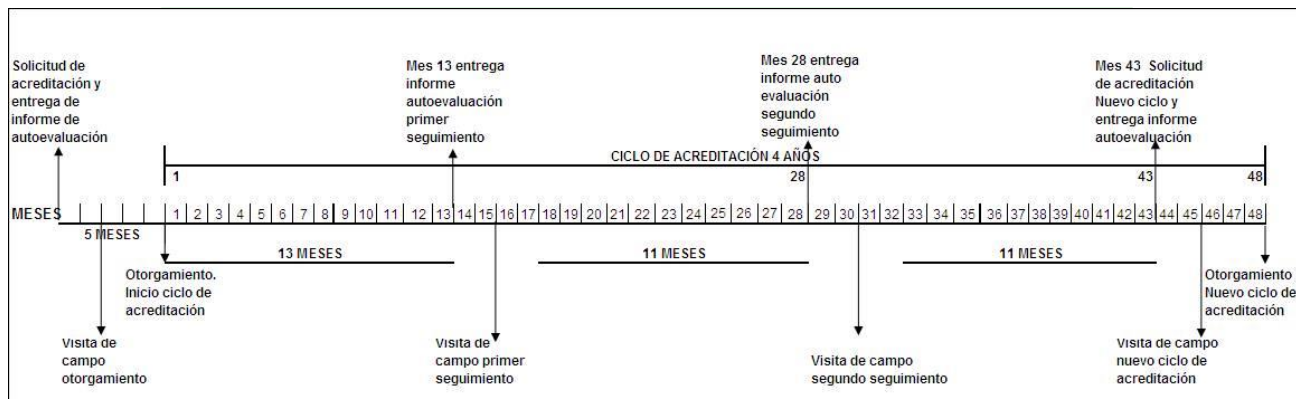 Solicitud de
acreditación y
entrega de
informe de
autoevaluación
Mes 13 entrega
informe
autoevaluación
primer
seguimiento
Mes 28 entrega
informe auto
evaluación
segundo
seguimiento
Mes 43 Solicitud
de acreditación
Nuevo ciclo y
entrega informe
autoevaluación
CICLO DE ACREDITACIÓN 4 AÑOS
1 28 43 48
MESES 1 2 3 4 5 6 7 8 9 10 11 12 13 14 15 16 17 18 19 20 21 22 23 24 25 26 27 28 29 30 31 32 33 34 35 36 37 38 39 40 41 42 43 44 45 46 47 48
5 MESES
13 MESES
11 MESES
11 MESES
Otorgamiento.
Inicio ciclo de
acreditación
Otorgamiento
Nuevo ciclo de
acreditación
Visita de
campo
otorgamiento
Visita de
campo primer
seguimiento
Visita de campo
segundo seguimiento
Visita de campo
nuevo ciclo de
acreditación